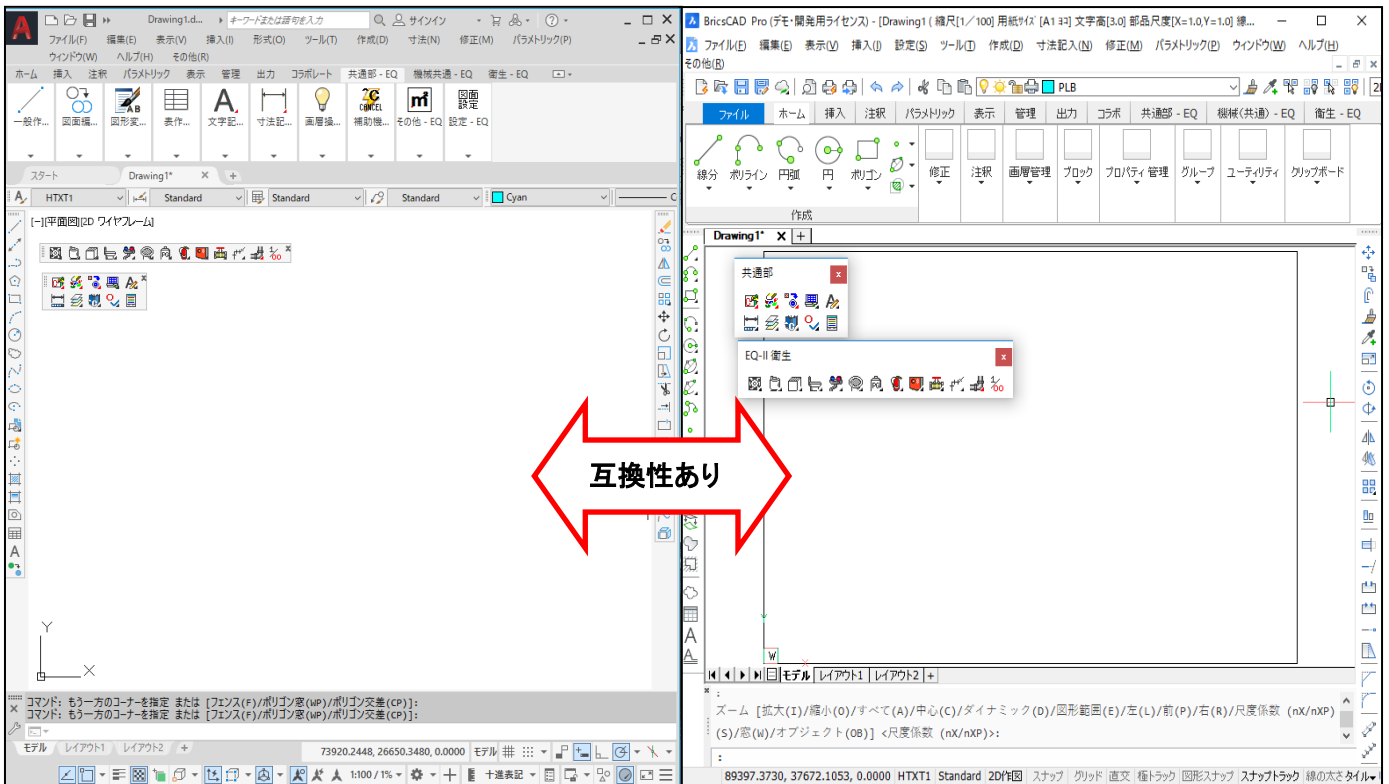 Drawing1.d...
キーワードまたは語句を入力
サインイン
ファイル(F) 編集(E) 表示(V) 挿入(I) 形式(O) ツール(T) 作成(D) 寸法(N) 修正(M) パラメトリック(P)
ウィンドウ(W) ヘルプ(H) その他(R)
ホーム 挿入 注釈 パラメトリック 表示 管理 出力 コラボレート 共通部 - EQ 機械共通 - EQ 衛生 - EQ
一般作... 図面編... 図形変... 表作... 文字記... 寸法記... 画層操... 補助機... その他 - EQ 設定 - EQ
スタート Drawing1* × +
HTXT1 Standard Standard Standard Cyan
[-][平面図][2D ワイヤフレーム]
Y
X
コマンド: もう一方のコーナーを指定 または [フェンス(F)/ポリゴン窓(WP)/ポリゴン交差(CP)]:
コマンド: もう一方のコーナーを指定 または [フェンス(F)/ポリゴン窓(WP)/ポリゴン交差(CP)]:
モデル レイアウト1 レイアウト2 +
73920.2448, 26650.3480, 0.0000 モデル
1:100 / 1% 十進表記
互換性あり
BricsCAD Pro (デモ・開発用ライセンス) - [Drawing1 ( 縮尺[1／100] 用紙サイズ [A1 ヨコ] 文字高[3.0] 部品尺度[X=1.0,Y=1.0] 線...
ファイル(F) 編集(E) 表示(V) 挿入(I) 設定(S) ツール(T) 作成(D) 寸法記入(N) 修正(M) パラメトリック(P) ウィンドウ(W) ヘルプ(H)
その他(R)
PLB
ファイル ホーム 挿入 注釈 パラメトリック 表示 管理 出力 コラボ 共通部 - EQ 機械(共通) - EQ 衛生 - EQ
線分 ポリライン 円弧 円 ポリゴン 修正 注釈 画層管理 ブロック プロパティ 管理 グループ ユーティリティ クリップボード
作成
Drawing1* X +
共通部
EQ-II 衛生
W
モデル レイアウト1 レイアウト2 +
:
ズーム [拡大(I)/縮小(O)/すべて(A)/中心(C)/ダイナミック(D)/図形範囲(E)/左(L)/前(P)/右(R)/尺度係数 (nX/nXP)
(S)/窓(W)/オブジェクト(OB)] <尺度係数 (nX/nXP)>:
:
89397.3730, 37672.1053, 0.0000 HTXT1 Standard 2D作図 スナップ グリッド 直交 極トラック 図形スナップ スナップトラック 線の太さ タイル